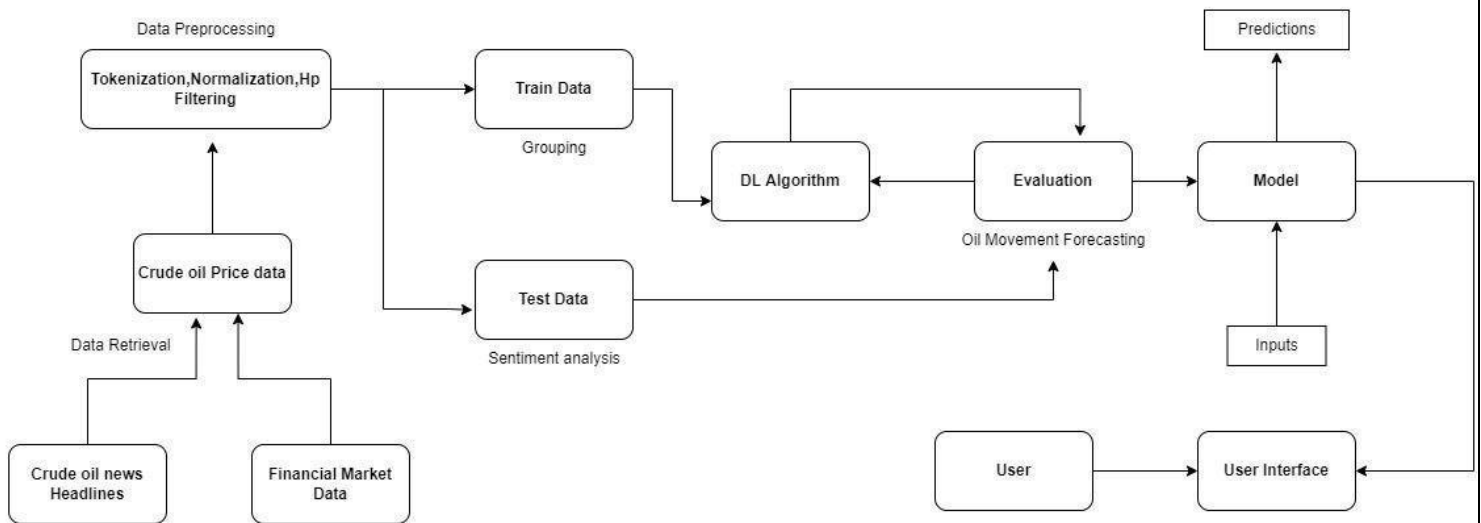 Data Preprocessing
Tokenization,Normalization,Hp
Filtering
Train Data
Grouping
DL Algorithm
Evaluation
Oil Movement Forecasting
Predictions
Model
Inputs
Crude oil Price data
Data Retrieval
Test Data
Sentiment analysis
Crude oil news
Headlines
Financial Market
Data
User
User Interface